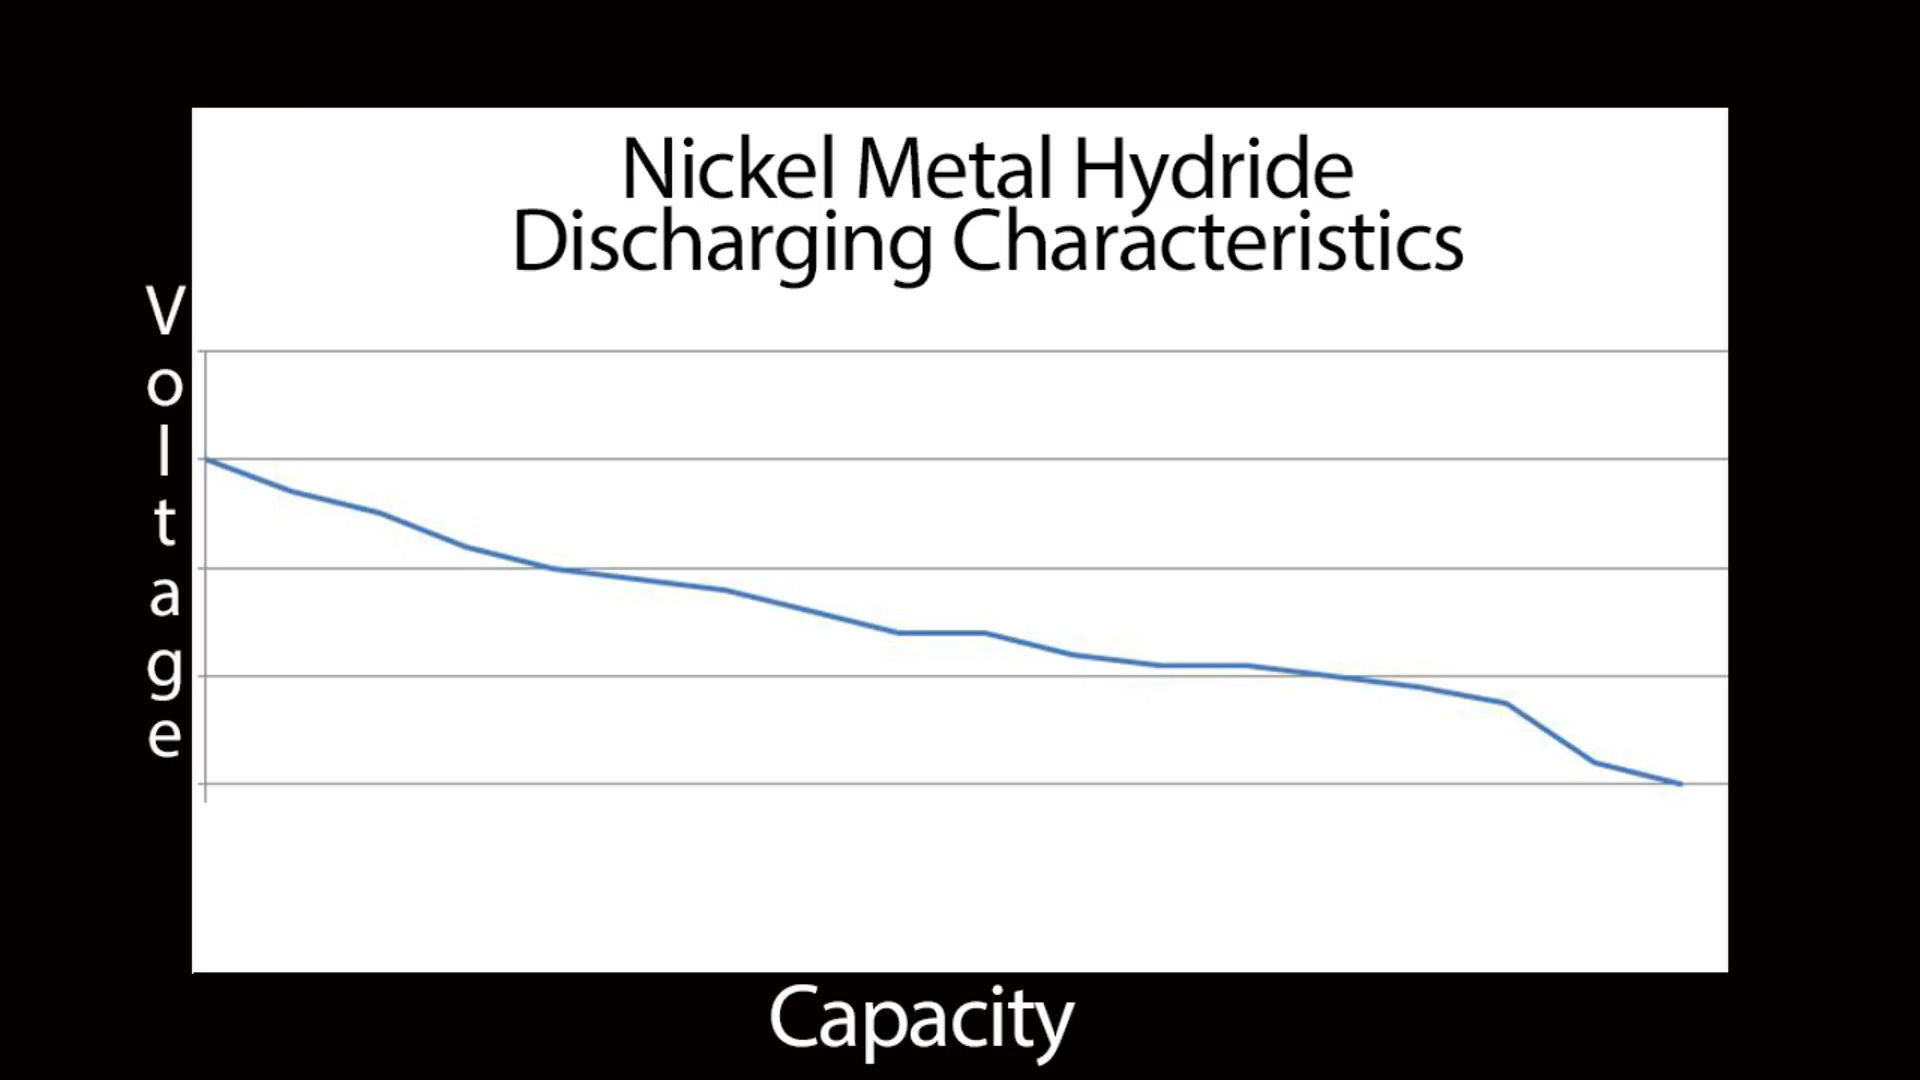 Nickel Metal Hydride
Discharging Characteristics
Voltage
Capacity